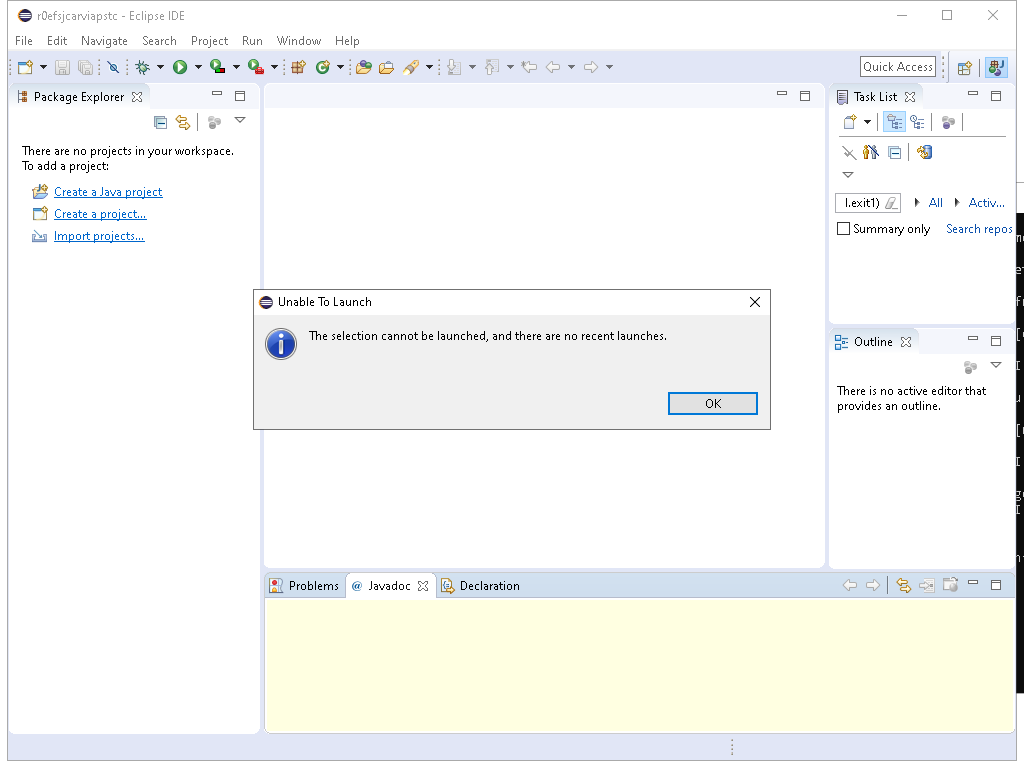 r0efsjcarviapstc - Eclipse IDE
File Edit Navigate Search Project Run Window Help
Quick Access
Package Explorer
There are no projects in your workspace.
To add a project:
Create a Java project
Create a project...
Import projects...
Task List
l.exit1)
All
Activ...
Summary only
Search repos
Unable To Launch
The selection cannot be launched, and there are no recent launches.
OK
Outline
There is no active editor that
provides an outline.
Problems
@ Javadoc
Declaration